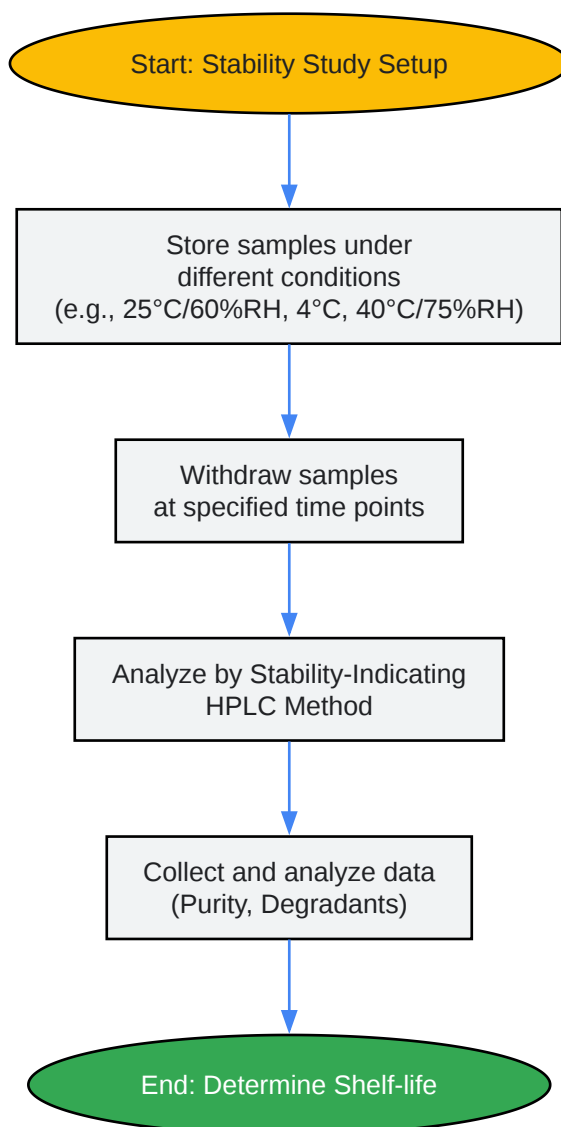 Start: Stability Study Setup
Store samples under
different conditions
(e.g., 25°C/60%RH, 4°C, 40°C/75%RH)
Withdraw samples
at specified time points
Analyze by Stability-Indicating
HPLC Method
Collect and analyze data
(Purity, Degradants)
End: Determine Shelf-life